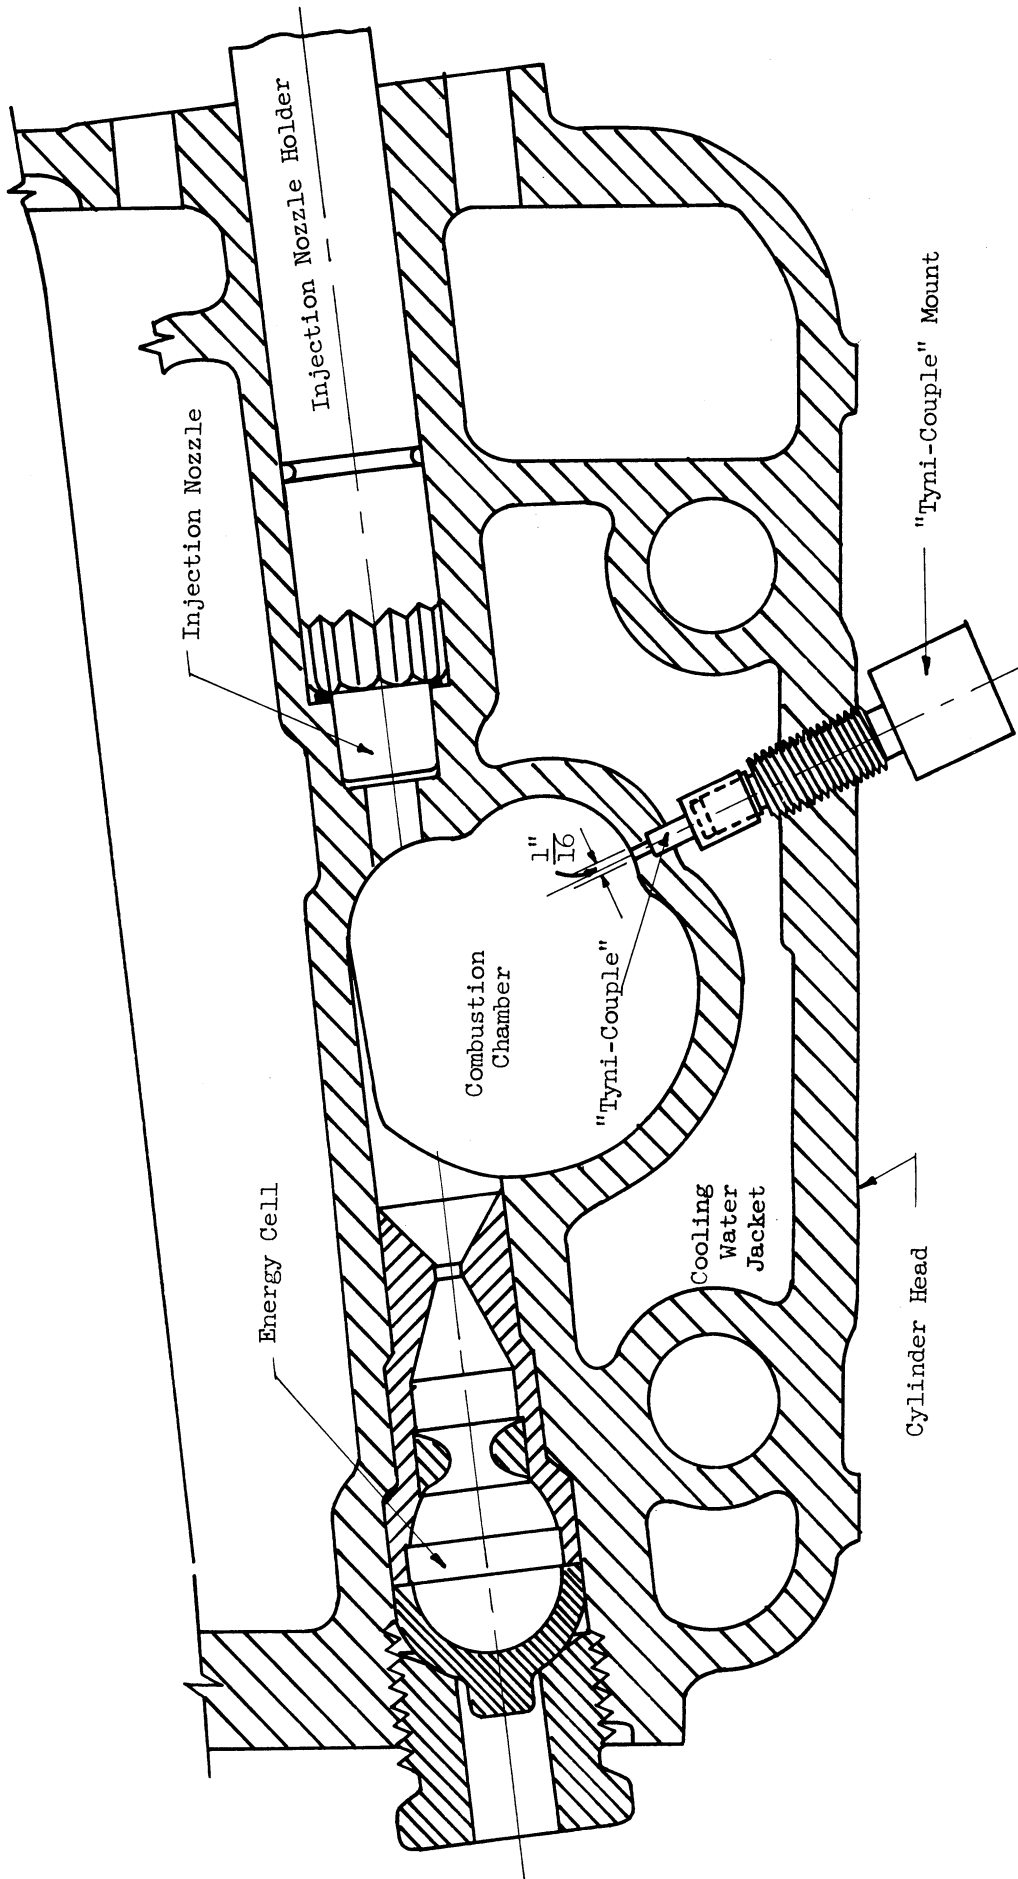 Injection Nozzle Holder
Injection Nozzle
"Tyni-Couple" Mount
1"
16
Combustion
Chamber
"Tyni-Couple"
Energy Cell
Cooling
Water
Jacket
Cylinder Head